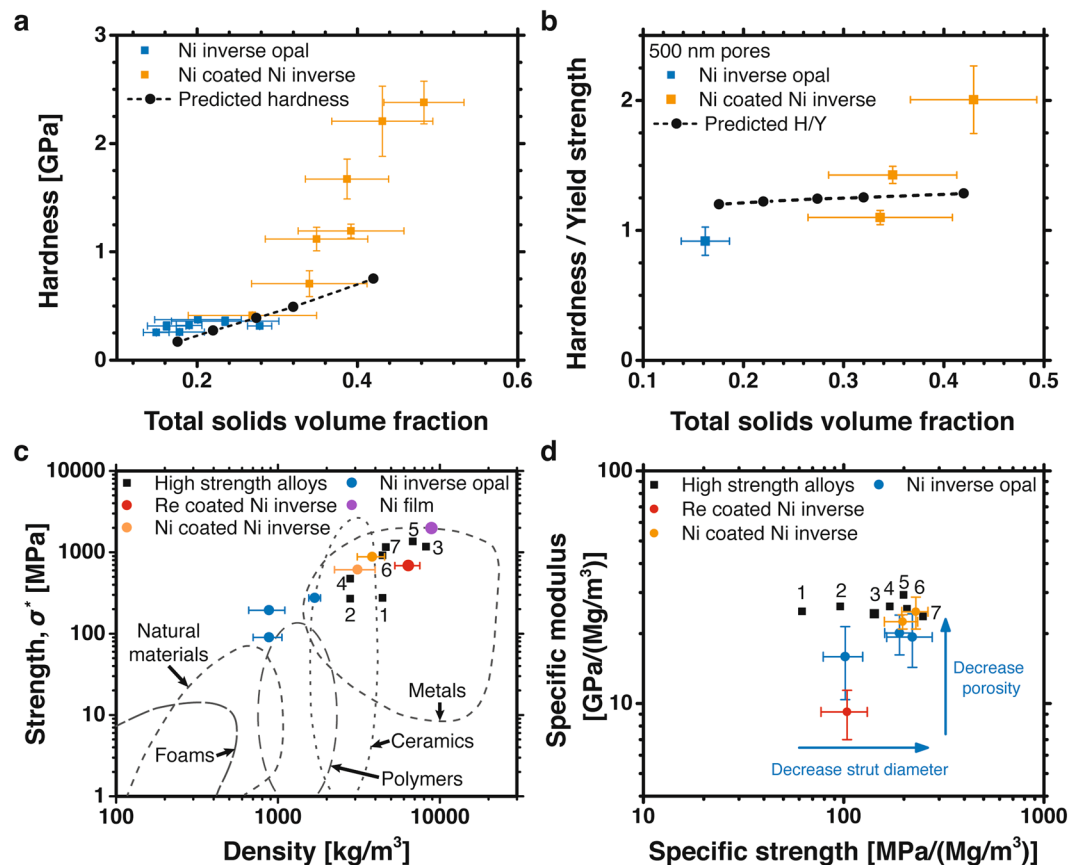 a
3
2
1
0
Hardness [GPa]
Ni inverse opal
Ni coated Ni inverse
Predicted hardness
0.2
0.4
0.6
Total solids volume fraction
b
2
1
0
Hardness / Yield strength
500 nm pores
Ni inverse opal
Ni coated Ni inverse
Predicted H/Y
0.1
0.2
0.3
0.4
0.5
Total solids volume fraction
c
10000
1000
100
10
1
Strength, σ* [MPa]
High strength alloys
Re coated Ni inverse
Ni coated Ni inverse
Ni inverse opal
Ni film
5
7
3
6
4
2
1
Natural
materials
Foams
Metals
Ceramics
Polymers
100
1000
10000
Density [kg/m³]
d
100
10
Specific modulus
[GPa/(Mg/m³)]
High strength alloys
Re coated Ni inverse
Ni coated Ni inverse
Ni inverse opal
1
2
3
4
5
6
7
Decrease
porosity
Decrease strut diameter
10
100
1000
Specific strength [MPa/(Mg/m³)]